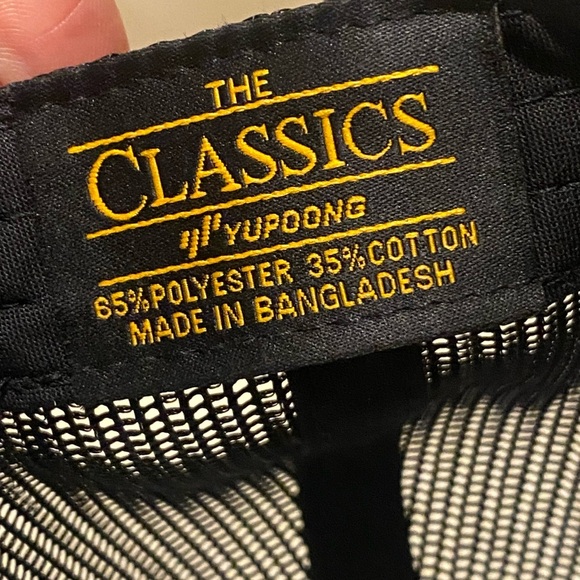 THE
CLASSICS
YUPOONG
65%POLYESTER 35%COTTON
MADE IN BANGLADESH